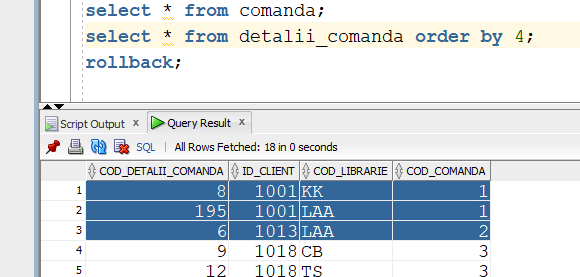 select * from comanda;
select * from detalii_comanda order by 4;
rollback;
Script Output x Query Result x
SQL | All Rows Fetched: 18 in 0 seconds
COD_DETALII_COMANDA ID_CLIENT COD_LIBRARIE COD_COMANDA
1 8 1001 KK 1
2 195 1001 LAA 1
3 6 1013 LAA 2
4 9 1018 CB 3
5 12 1018 TS 3